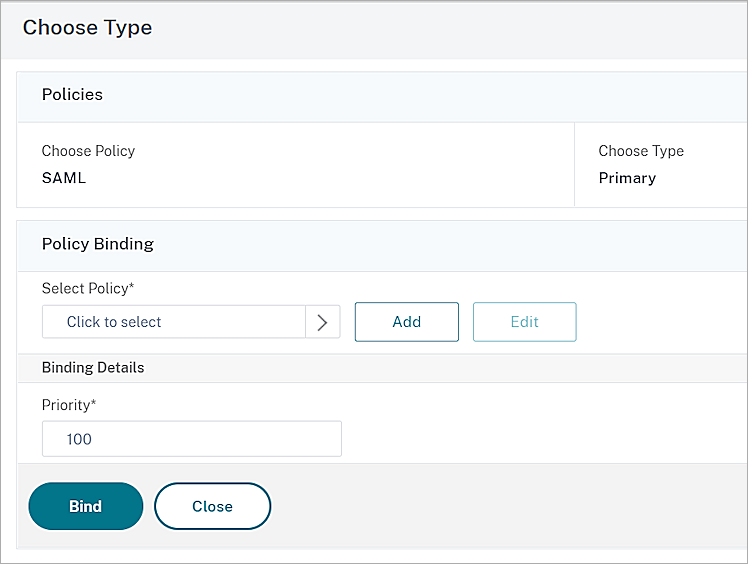 Choose Type
Policies
Choose Policy
SAML
Choose Type
Primary
Policy Binding
Select Policy*
Click to select
Add
Edit
Binding Details
Priority*
100
Bind
Close